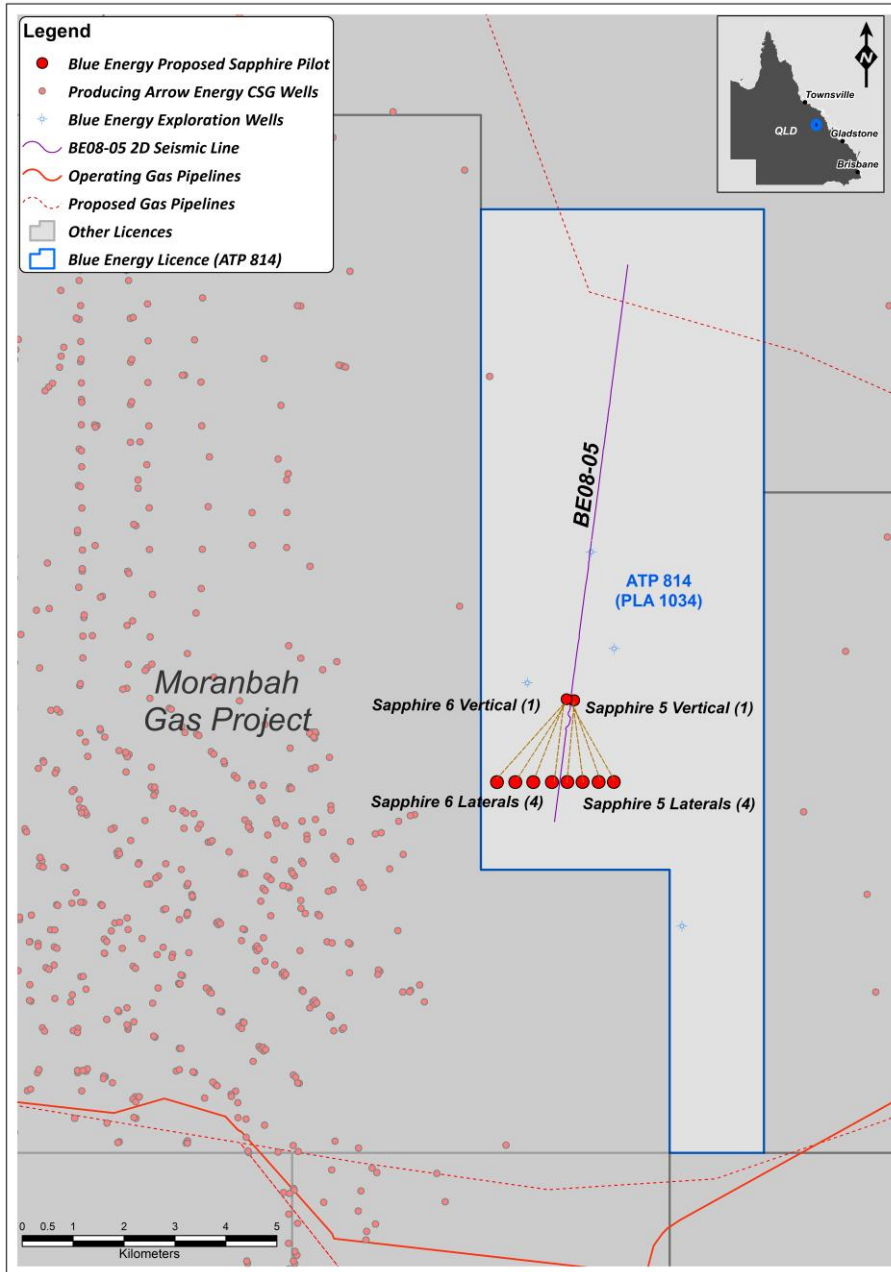 Legend
Blue Energy Proposed Sapphire Pilot
Producing Arrow Energy CSG Wells
Blue Energy Exploration Wells
BE08-05 2D Seismic Line
Operating Gas Pipelines
Proposed Gas Pipelines
Other Licences
Blue Energy Licence (ATP 814)
N
Townsville
QLD
Gladstone
Brisbane
BE08-05
ATP 814
(PLA 1034)
Moranbah
Gas Project
Sapphire 6 Vertical (1)
Sapphire 5 Vertical (1)
Sapphire 6 Laterals (4)
Sapphire 5 Laterals (4)
0 0.5 1 2 3 4 5
Kilometers